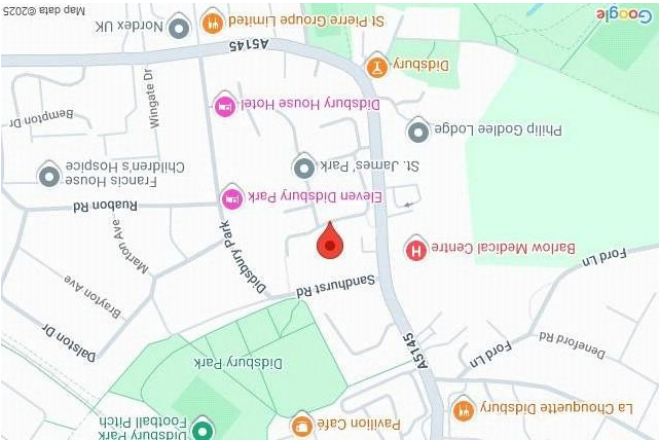 Didsbury Park
Football Pitch
Pavilion Café
La Chouquette Didsbury
Didsbury Park
Dalston Dr
Brayton Ave
Marton Ave
Sandhurst Rd
Didsbury Park
A5145
Ford Ln
Deneford Rd
Ford Ln
Barlow Medical Centre
Ruabon Rd
Eleven Didsbury Park
Francis House
Children's Hospice
St. James' Park
Philip Godlee Lodge
Bempton Dr
Wingate Dr
Didsbury House Hotel
Didsbury
A5145
Nordex UK
St Pierre Groupe Limited
Google
Map data ©2025